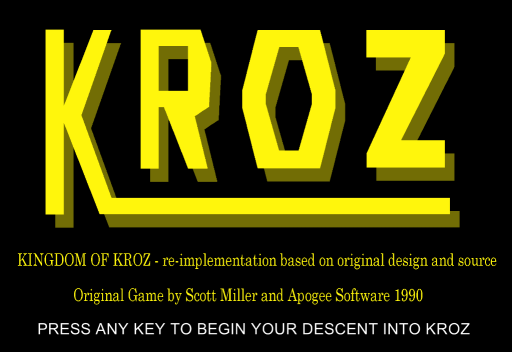 KROZ
KINGDOM OF KROZ - re-implementation based on original design and source
Original Game by Scott Miller and Apogee Software 1990
PRESS ANY KEY TO BEGIN YOUR DESCENT INTO KROZ